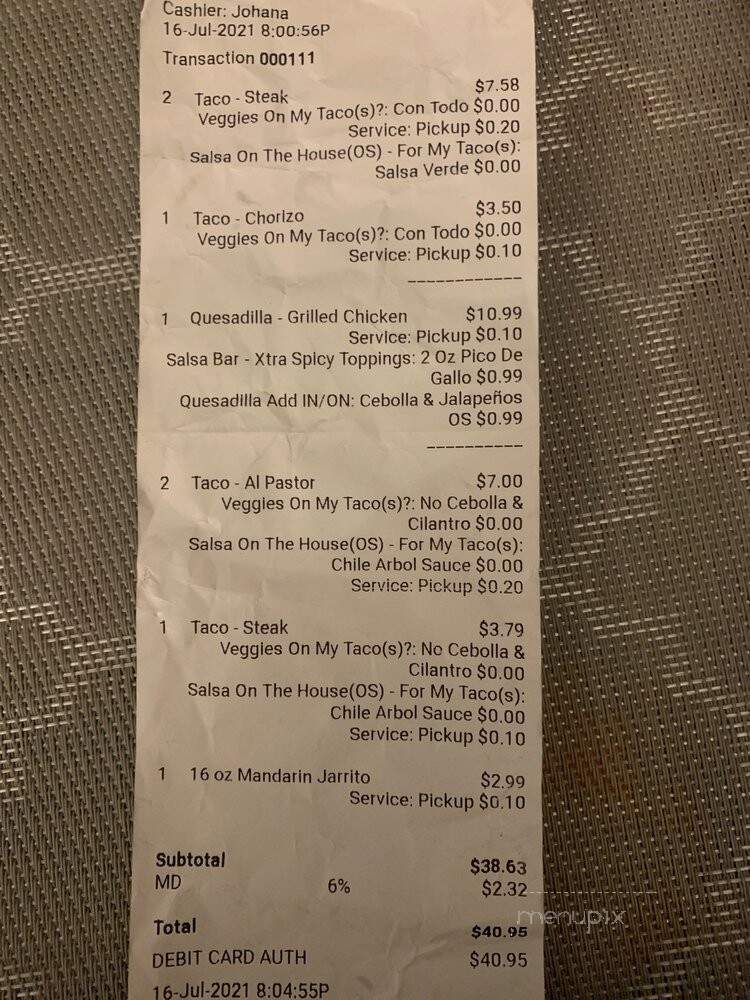 Cashier: Johana
16-Jul-2021 8:00:56P
Transaction 000111
2 Taco - Steak $7.58
Veggies On My Taco(s)?: Con Todo $0.00
Service: Pickup $0.20
Salsa On The House(OS) - For My Taco(s):
Salsa Verde $0.00
1 Taco - Chorizo $3.50
Veggies On My Taco(s)?: Con Todo $0.00
Service: Pickup $0.10
------------
1 Quesadilla - Grilled Chicken $10.99
Service: Pickup $0.10
Salsa Bar - Xtra Spicy Toppings: 2 Oz Pico De
Gallo $0.99
Quesadilla Add IN/ON: Cebolla & Jalapeños
OS $0.99
----------
2 Taco - Al Pastor $7.00
Veggies On My Taco(s)?: No Cebolla &
Cilantro $0.00
Salsa On The House(OS) - For My Taco(s):
Chile Arbol Sauce $0.00
Service: Pickup $0.20
1 Taco - Steak $3.79
Veggies On My Taco(s)?: No Cebolla &
Cilantro $0.00
Salsa On The House(OS) - For My Taco(s):
Chile Arbol Sauce $0.00
Service: Pickup $0.10
1 16 oz Mandarin Jarrito $2.99
Service: Pickup $0.10
Subtotal $38.63
MD 6% $2.32
menupix
Total $40.95
DEBIT CARD AUTH $40.95
16-Jul-2021 8:04:55P